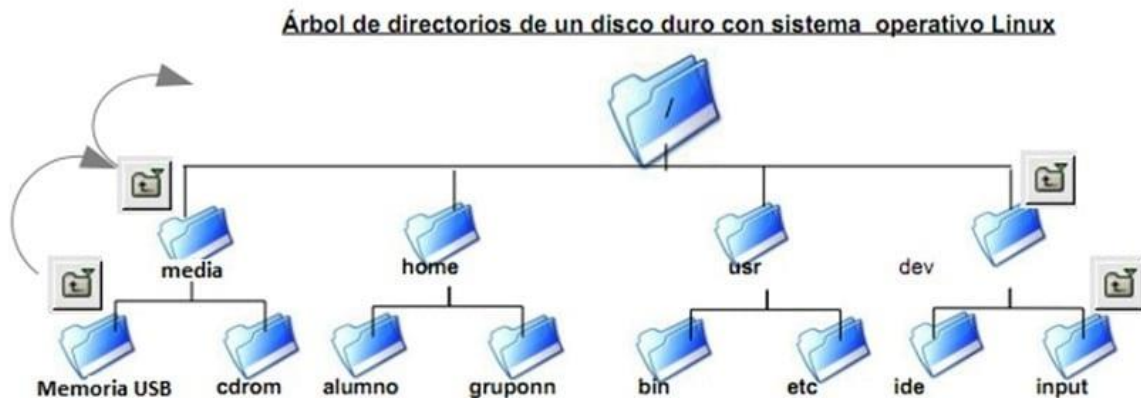 Árbol de directorios de un disco duro con sistema operativo Linux
/
media home usr dev
Memoria USB cdrom alumno gruponn bin etc ide input